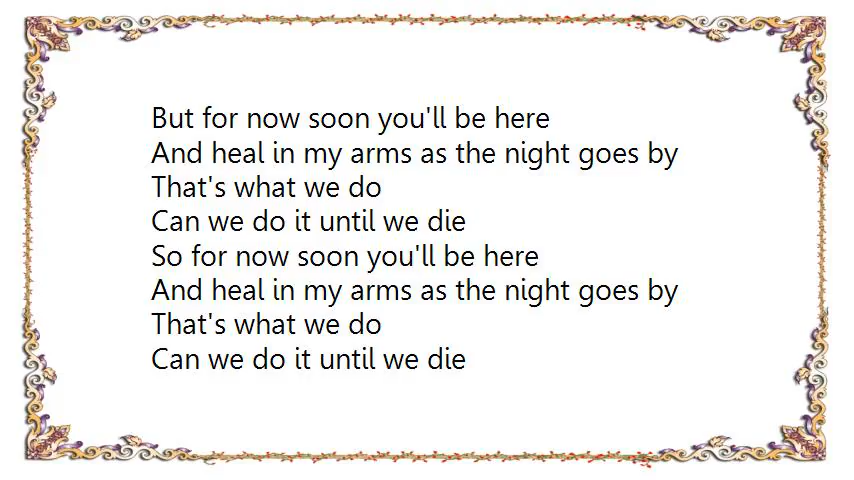 But for now soon you'll be here
And heal in my arms as the night goes by
That's what we do
Can we do it until we die
So for now soon you'll be here
And heal in my arms as the night goes by
That's what we do
Can we do it until we die